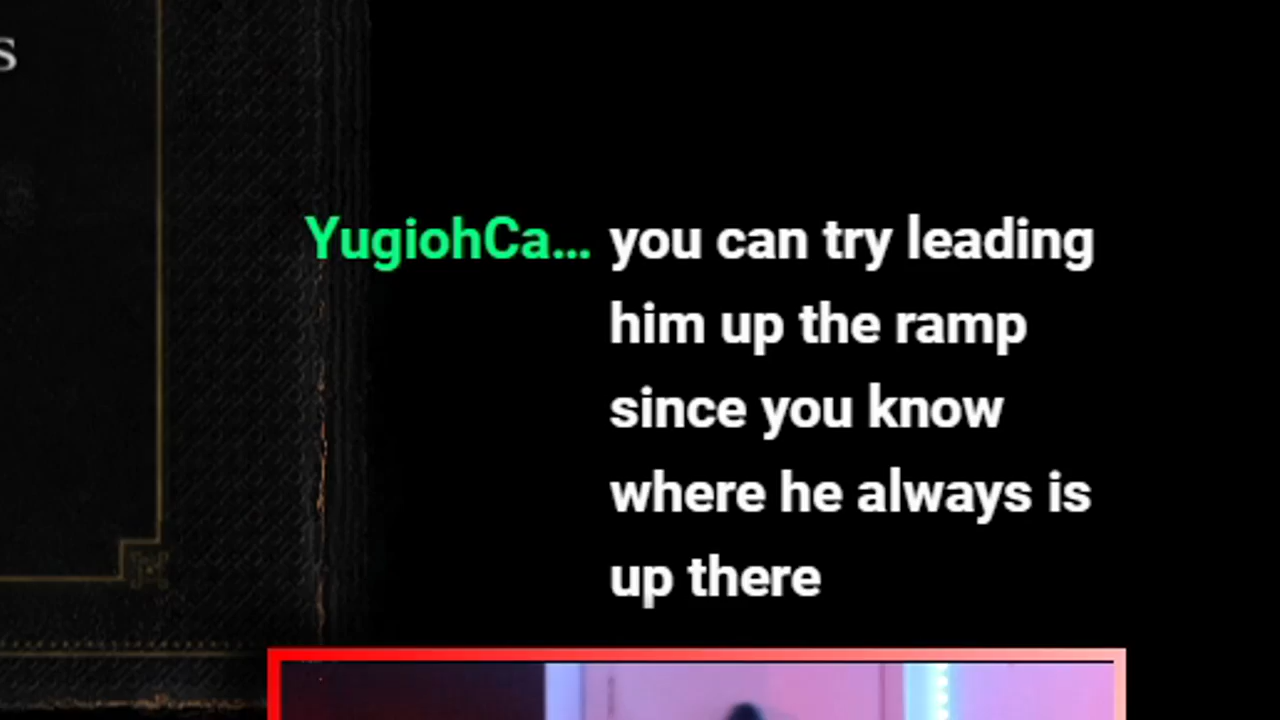 s
YugiohCa... you can try leading
him up the ramp
since you know
where he always is
up there